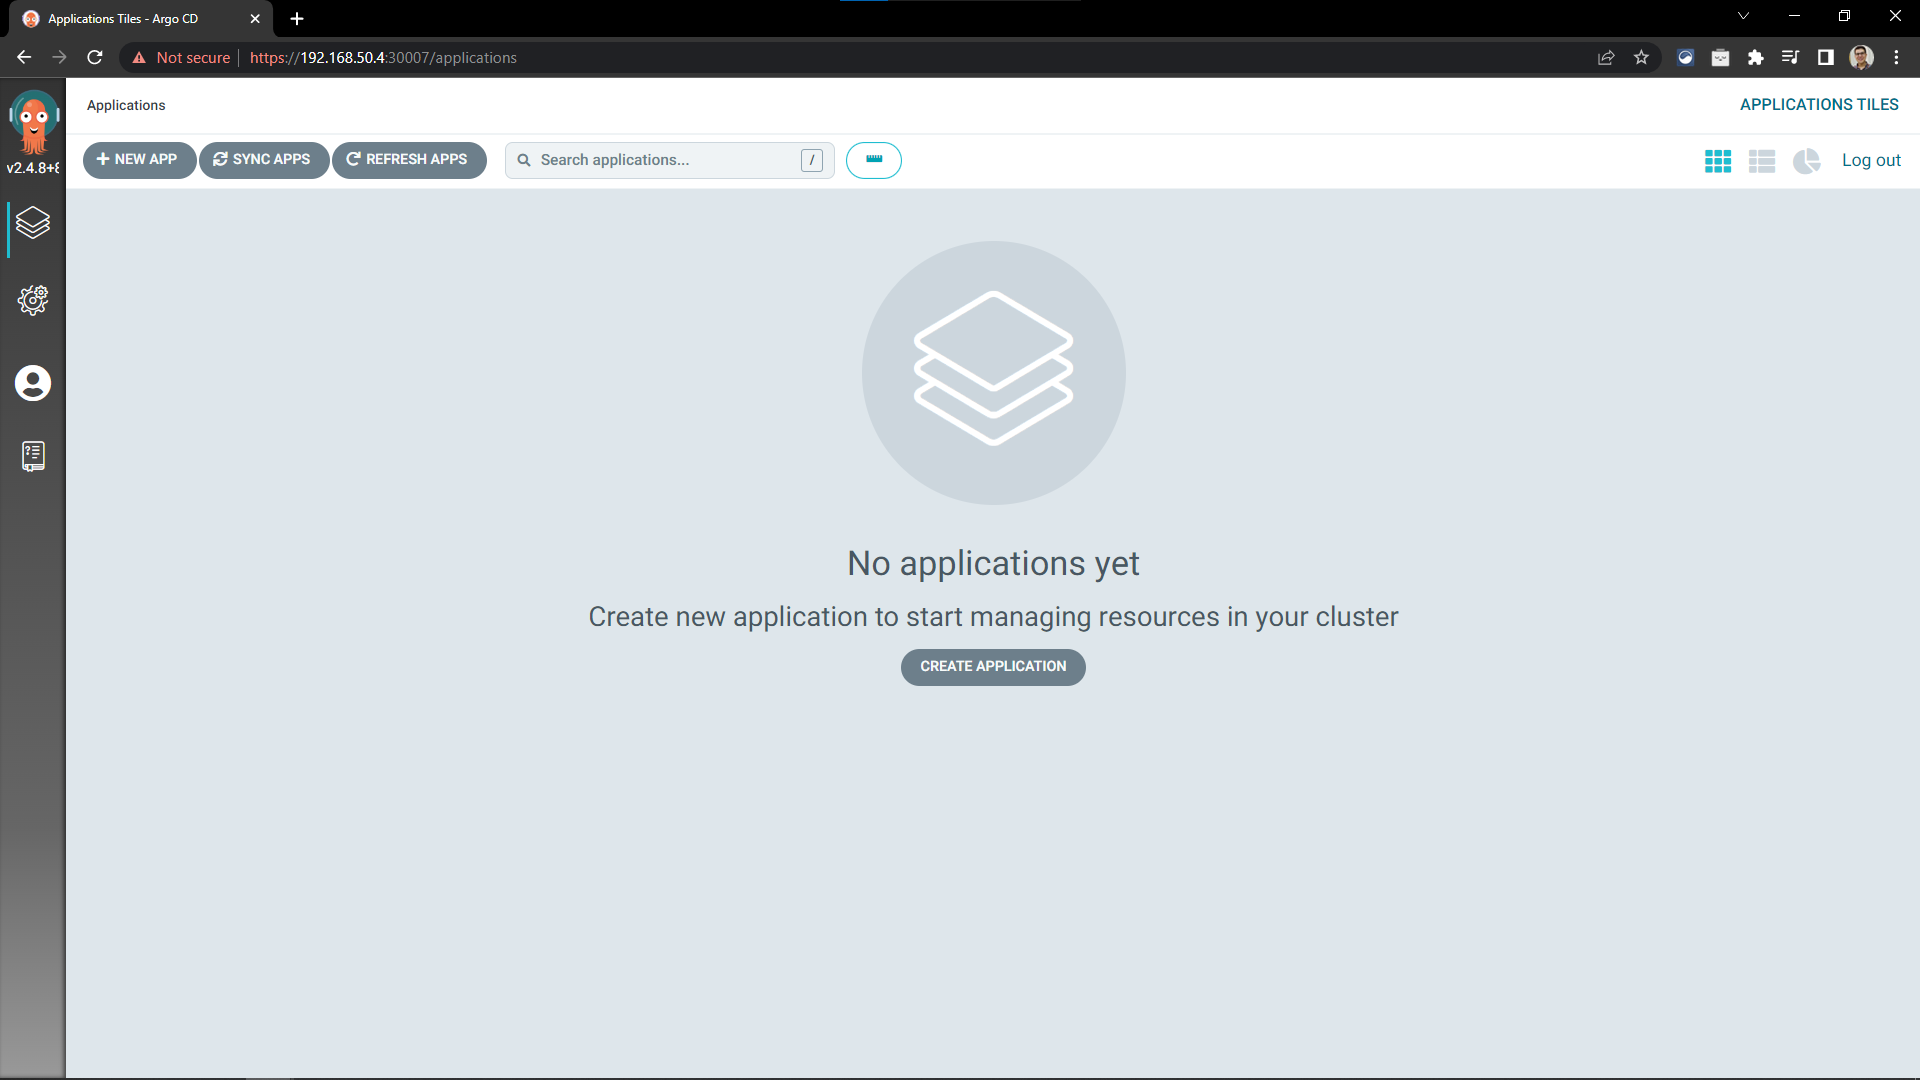 Applications Tiles - Argo CD
Not secure
https://192.168.50.4:30007/applications
v2.4.8+8
Applications
APPLICATIONS TILES
NEW APP
SYNC APPS
REFRESH APPS
Search applications...
/
Log out
No applications yet
Create new application to start managing resources in your cluster
CREATE APPLICATION